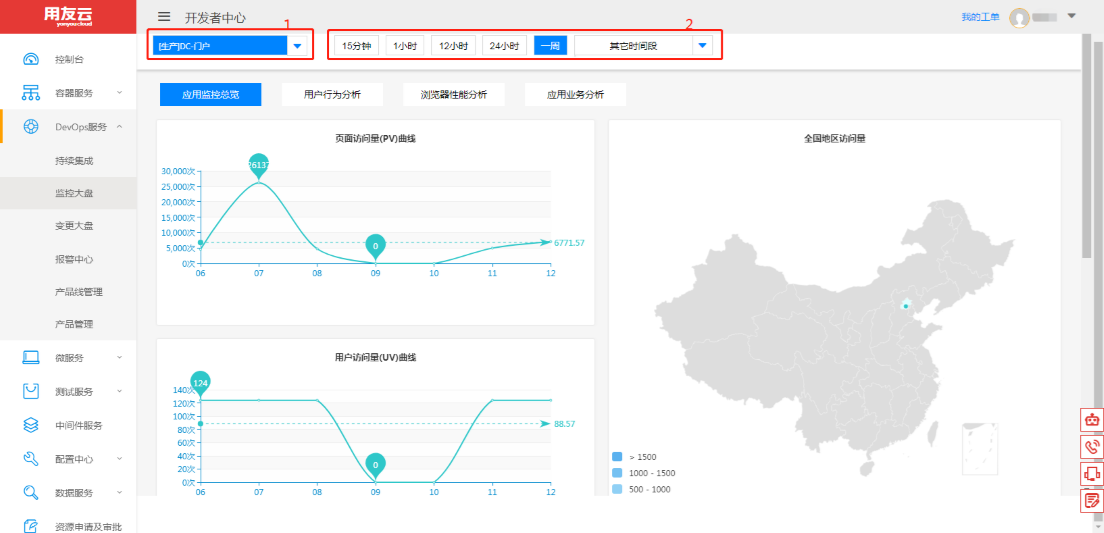 用友云
yonyoucloud
开发者中心
我的工单
1
2
[生产]DC-门户
15分钟 1小时 12小时 24小时 一周 其它时间段
控制台
容器服务
DevOps服务
持续集成
监控大盘
变更大盘
报警中心
产品线管理
产品管理
微服务
测试服务
中间件服务
配置中心
数据服务
资源申请及审批
应用监控总览 用户行为分析 浏览器性能分析 应用业务分析
页面访问量(PV)曲线
30,000次
25,000次
20,000次
15,000次
10,000次
5,000次
0次
26137
0
6771.57
06 07 08 09 10 11 12
用户访问量(UV)曲线
140次
120次
100次
80次
60次
40次
20次
0次
124
0
88.57
06 07 08 09 10 11 12
全国地区访问量
> 1500
1000 - 1500
500 - 1000